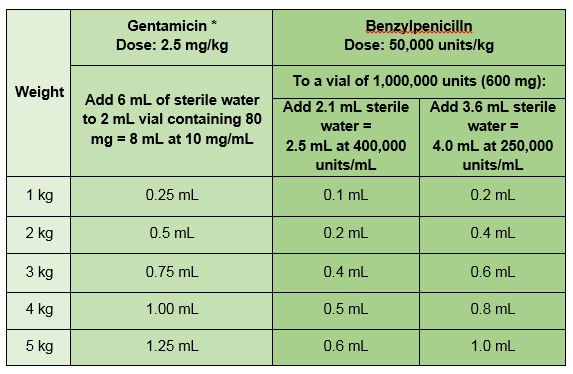 Gentamicin *
Dose: 2.5 mg/kg
Benzylpenicilln
Dose: 50,000 units/kg
Weight
Add 6 mL of sterile water
to 2 mL vial containing 80
mg = 8 mL at 10 mg/mL
To a vial of 1,000,000 units (600 mg):
Add 2.1 mL sterile
water =
2.5 mL at 400,000
units/mL
Add 3.6 mL sterile
water =
4.0 mL at 250,000
units/mL
1 kg 0.25 mL 0.1 mL 0.2 mL
2 kg 0.5 mL 0.2 mL 0.4 mL
3 kg 0.75 mL 0.4 mL 0.6 mL
4 kg 1.00 mL 0.5 mL 0.8 mL
5 kg 1.25 mL 0.6 mL 1.0 mL